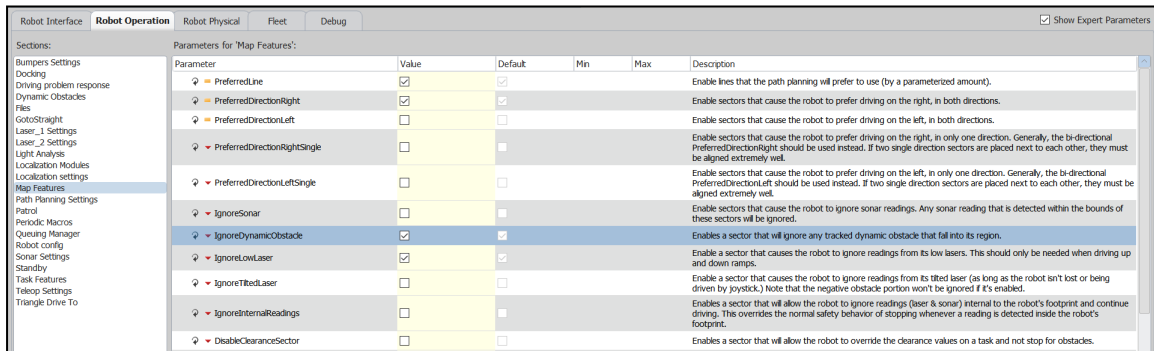 Robot Interface Robot Operation Robot Physical Fleet Debug Show Expert Parameters
Sections:
Bumpers Settings
Docking
Driving problem response
Dynamic Obstacles
Files
GotoStraight
Laser_1 Settings
Laser_2 Settings
Light Analysis
Localization Modules
Localization settings
Map Features
Path Planning Settings
Patrol
Periodic Macros
Queuing Manager
Robot config
Sonar Settings
Standby
Task Features
Teleop Settings
Triangle Drive To
Parameters for 'Map Features':
Parameter Value Default Min Max Description
PreferredLine Enable lines that the path planning will prefer to use (by a parameterized amount).
PreferredDirectionRight Enable sectors that cause the robot to prefer driving on the right, in both directions.
PreferredDirectionLeft Enable sectors that cause the robot to prefer driving on the left, in both directions.
PreferredDirectionRightSingle Enable sectors that cause the robot to prefer driving on the right, in only one direction. Generally, the bi-directional
PreferredDirectionRight should be used instead. If two single direction sectors are placed next to each other, they must
be aligned extremely well.
PreferredDirectionLeftSingle Enable sectors that cause the robot to prefer driving on the left, in only one direction. Generally, the bi-directional
PreferredDirectionLeft should be used instead. If two single direction sectors are placed next to each other, they must be
aligned extremely well.
IgnoreSonar Enable sectors that cause the robot to ignore sonar readings. Any sonar reading that is detected within the bounds of
these sectors will be ignored.
IgnoreDynamicObstacle Enables a sector that will ignore any tracked dynamic obstacle that fall into its region.
IgnoreLowLaser Enable a sector that causes the robot to ignore readings from its low lasers. This should only be needed when driving up
and down ramps.
IgnoreTiltedLaser Enable a sector that causes the robot to ignore readings from its tilted laser (as long as the robot isn't lost or being
driven by joystick.) Note that the negative obstacle portion won't be ignored if it's enabled.
IgnoreInternalReadings Enables a sector that will allow the robot to ignore readings (laser & sonar) internal to the robot's footprint and continue
driving. This overrides the normal safety behavior of stopping whenever a reading is detected inside the robot's
footprint.
DisableClearanceSector Enables a sector that will allow the robot to override the clearance values on a task and not stop for obstacles.